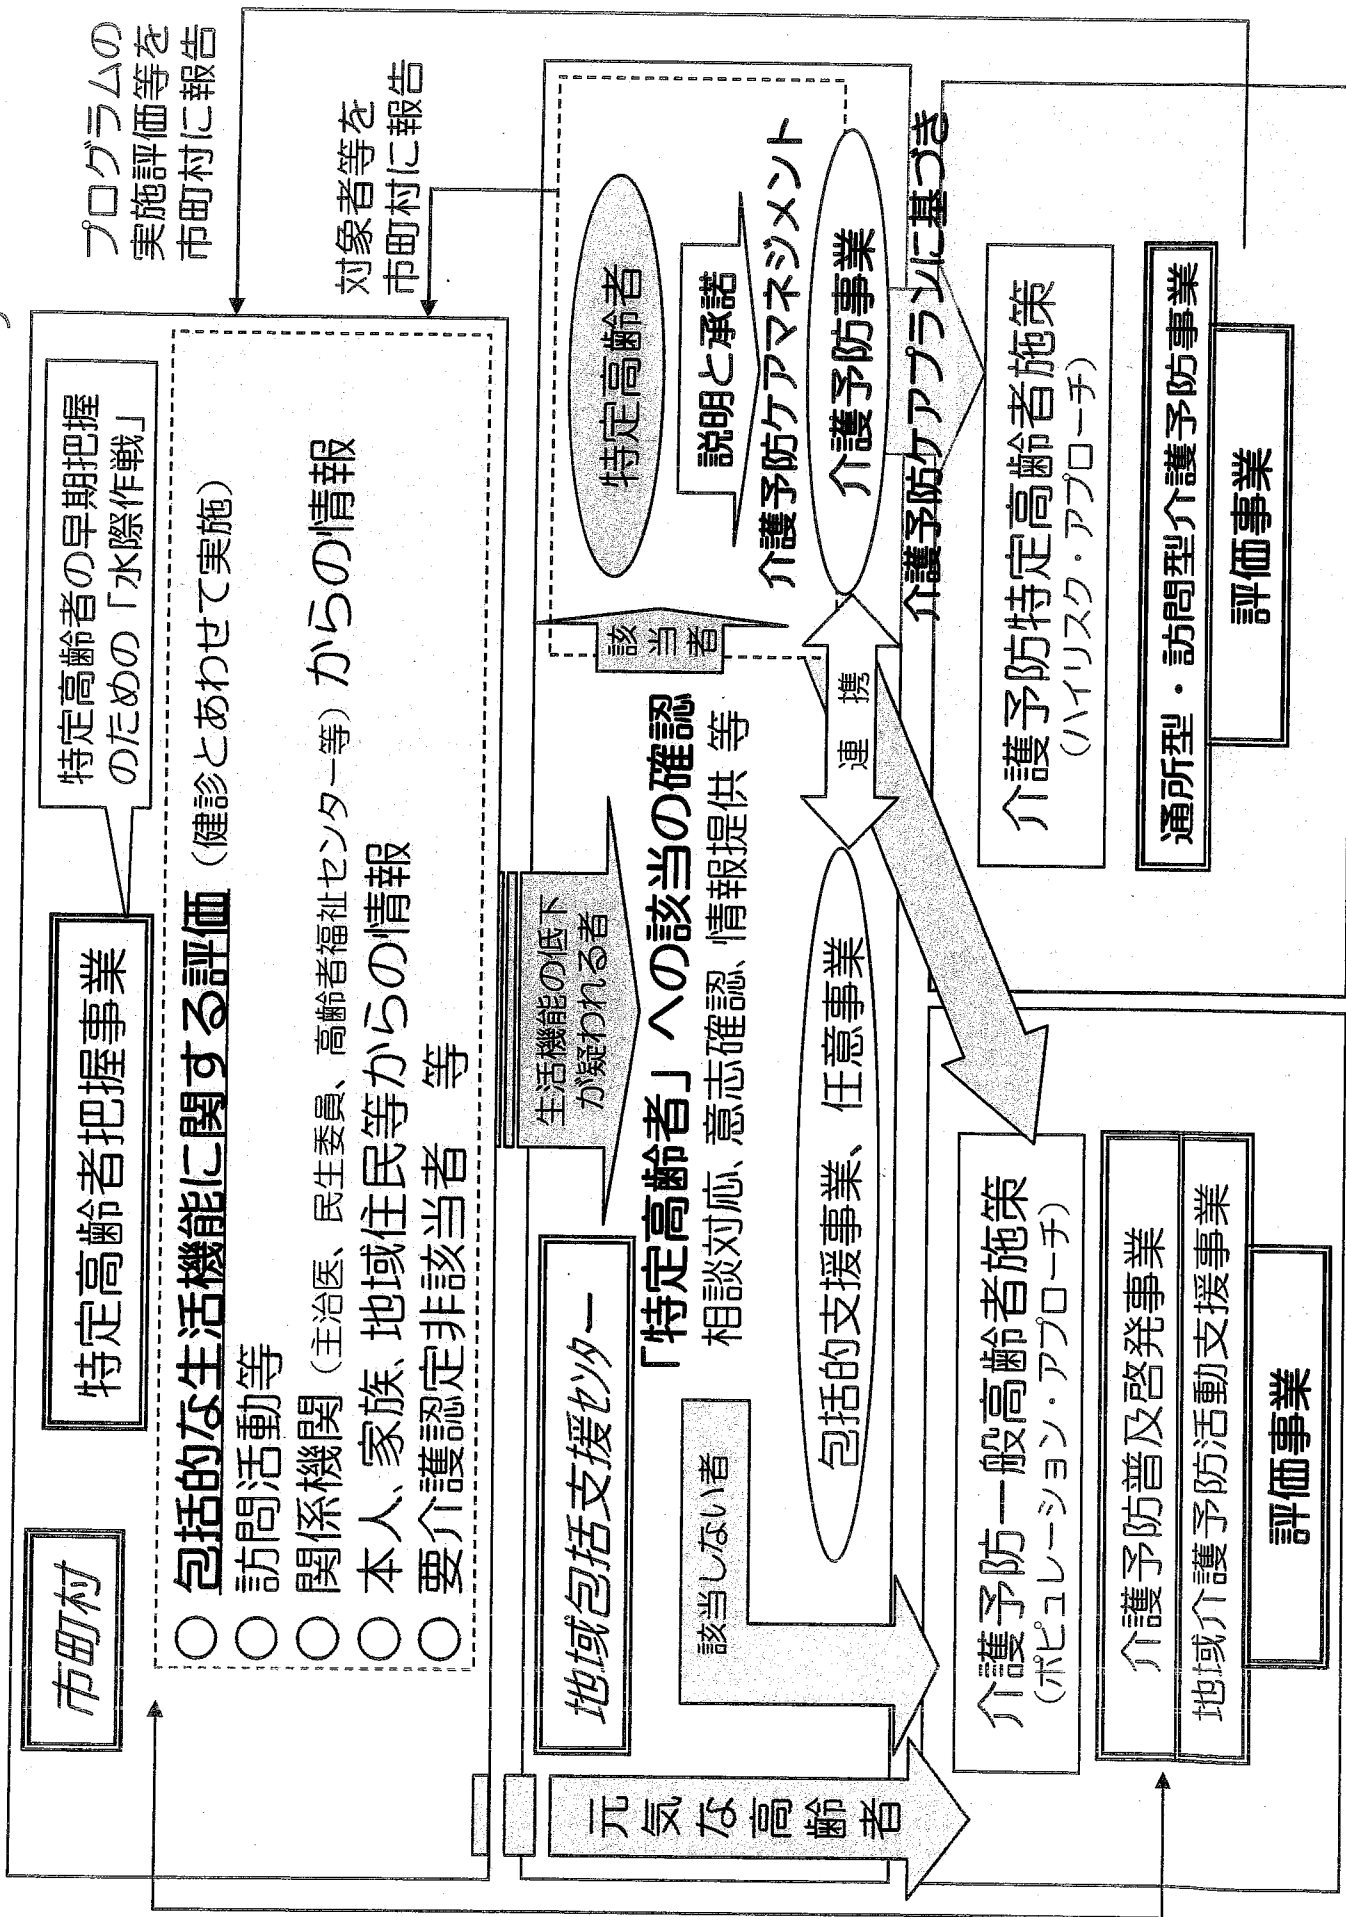 市町村
特定高齢者把握事業
特定高齢者の早期把握
のための「水際作戦」
プログラムの
実施評価等を
市町村に報告
○ 包括的な生活機能に関する評価（健診とあわせて実施）
○ 訪問活動等
○ 関係機関（主治医、民生委員、高齢者福祉センター等）からの情報
○ 本人、家族、地域住民等からの情報
○ 要介護認定非該当者 等
対象者等を
市町村に報告
生活機能の低下
が疑われる者
地域包括支援センター
「特定高齢者」への該当の確認
相談対応、意志確認、情報提供 等
該当者
特定高齢者
説明と承諾
介護予防ケアマネジメント
介護予防事業
連携
包括的支援事業、任意事業
該当しない者
元気な高齢者
介護予防ケアプランに基づき
介護予防一般高齢者施策
（ポピュレーション・アプローチ）
介護予防普及啓発事業
地域介護予防活動支援事業
評価事業
介護予防特定高齢者施策
（ハイリスク・アプローチ）
通所型・訪問型介護予防事業
評価事業